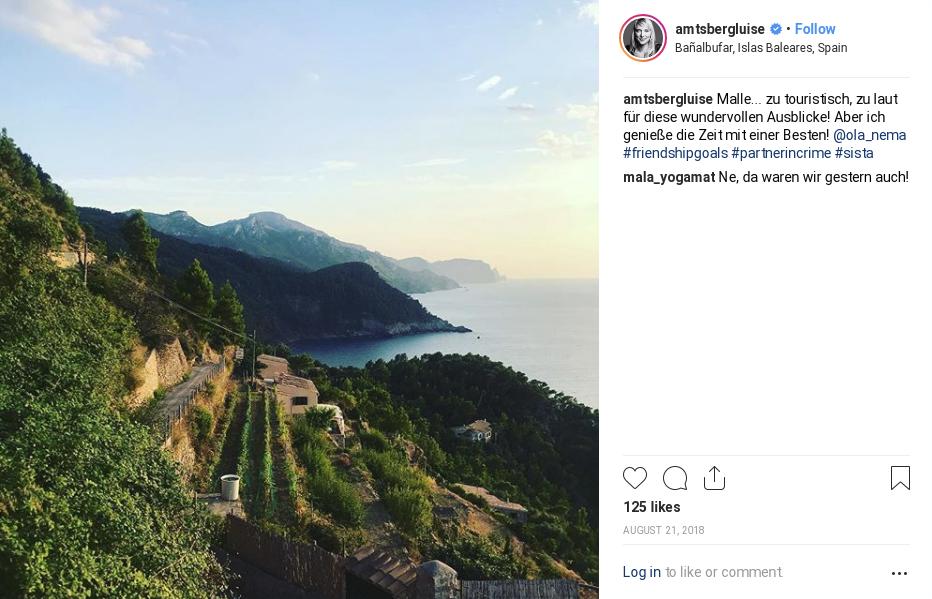 amtsbergluise • Follow
Bañalbufar, Islas Baleares, Spain
amtsbergluise Malle... zu touristisch, zu laut
für diese wundervollen Ausblicke! Aber ich
genieße die Zeit mit einer Besten! @ola_nema
#friendshipgoals #partnerincrime #sista
mala_yogamat Ne, da waren wir gestern auch!
125 likes
AUGUST 21, 2018
Log in to like or comment.